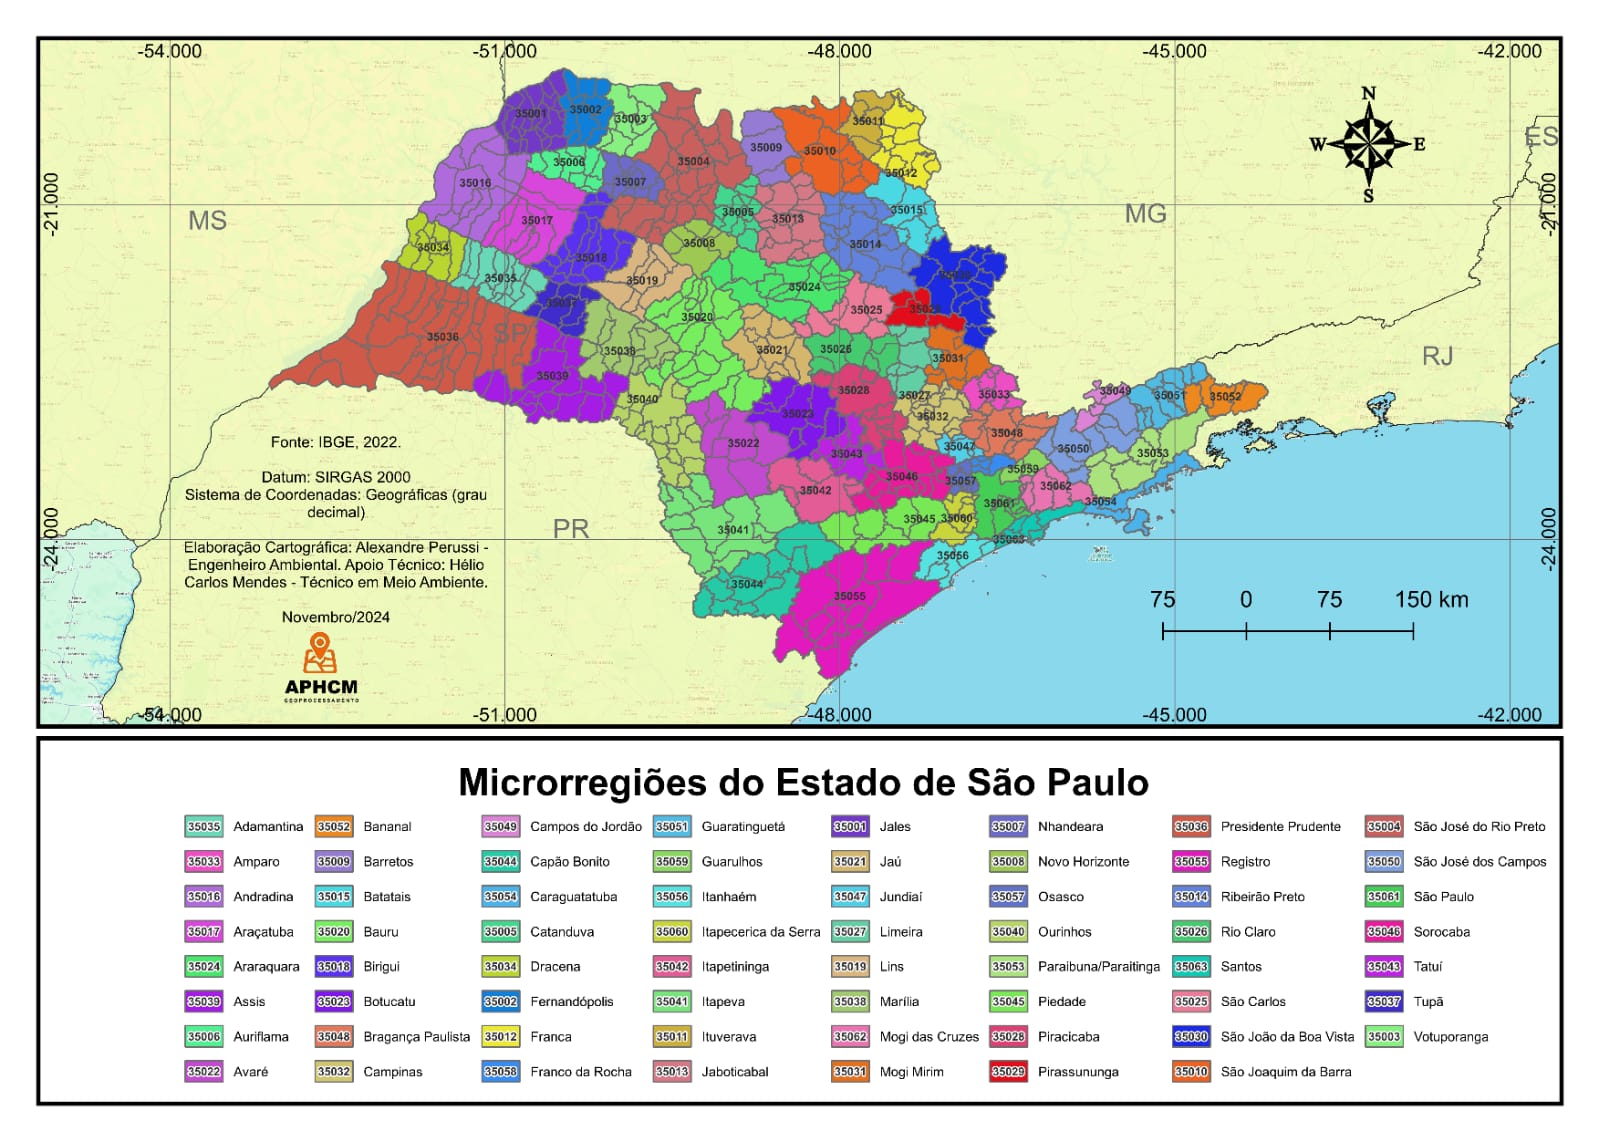 -54.000 -51.000 -48.000 -45.000 -42.000
N
W E
S
ES
MS
MG
RJ
SP
PR
-21.000 -21.000
-24.000 -24.000
35001 35002 35003 35004 35009 35010 35011
35006 35007 35012
35016 35017 35005 35013 35015
35034 35018 35008 35014
35035 35019 35024
35037 35020 35025
35036 35038 35021 35026 35031
35039 35040 35028 35027 35033 35049 35051 35052
35022 35023 35032 35048
35043 35047 35050 35053
35042 35046 35057 35059 35062 35054
35041 35045 35060 35061 35063
35044 35055 35056
Fonte: IBGE, 2022.
Datum: SIRGAS 2000
Sistema de Coordenadas: Geográficas (grau
decimal)
Elaboração Cartográfica: Alexandre Perussi -
Engenheiro Ambiental. Apoio Técnico: Hélio
Carlos Mendes - Técnico em Meio Ambiente.
Novembro/2024
APHCM
GEOPROCESSAMENTO
75 0 75 150 km
-54.000 -51.000 -48.000 -45.000 -42.000
Microrregiões do Estado de São Paulo
35035 Adamantina 35052 Bananal 35049 Campos do Jordão 35051 Guaratinguetá 35001 Jales 35007 Nhandeara 35036 Presidente Prudente 35004 São José do Rio Preto
35033 Amparo 35009 Barretos 35044 Capão Bonito 35059 Guarulhos 35021 Jaú 35008 Novo Horizonte 35055 Registro 35050 São José dos Campos
35016 Andradina 35015 Batatais 35054 Caraguatatuba 35056 Itanhaém 35047 Jundiaí 35057 Osasco 35014 Ribeirão Preto 35061 São Paulo
35017 Araçatuba 35020 Bauru 35005 Catanduva 35060 Itapecerica da Serra 35027 Limeira 35040 Ourinhos 35026 Rio Claro 35046 Sorocaba
35024 Araraquara 35018 Birigui 35034 Dracena 35042 Itapetininga 35019 Lins 35053 Paraibuna/Paraitinga 35063 Santos 35043 Tatuí
35039 Assis 35023 Botucatu 35002 Fernandópolis 35041 Itapeva 35038 Marília 35045 Piedade 35025 São Carlos 35037 Tupã
35006 Auriflama 35048 Bragança Paulista 35012 Franca 35011 Ituverava 35062 Mogi das Cruzes 35028 Piracicaba 35030 São João da Boa Vista 35003 Votuporanga
35022 Avaré 35032 Campinas 35058 Franco da Rocha 35013 Jaboticabal 35031 Mogi Mirim 35029 Pirassununga 35010 São Joaquim da Barra